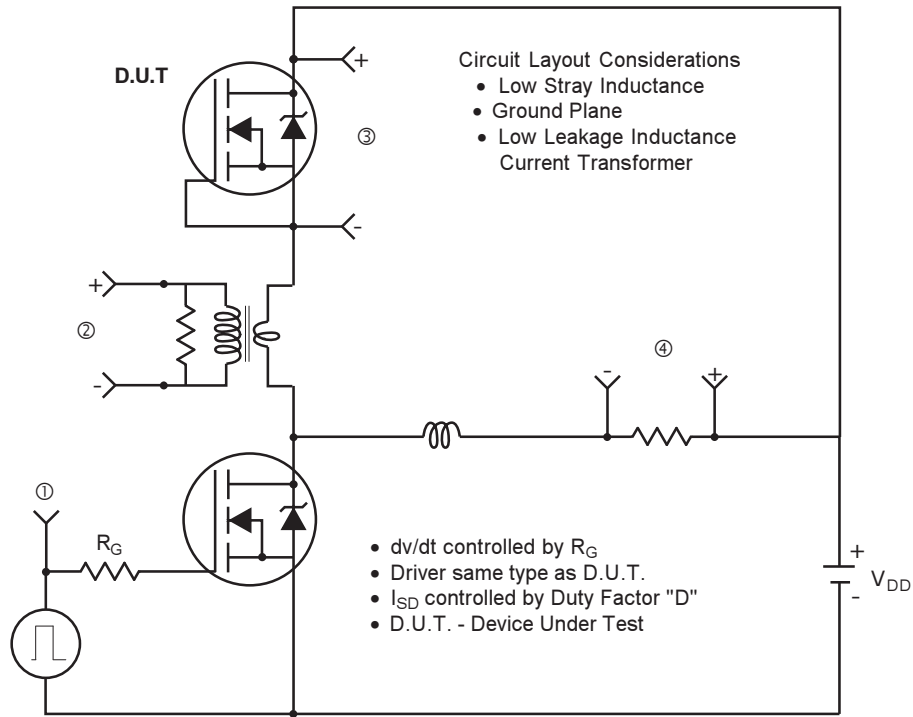 D.U.T
+
Circuit Layout Considerations
• Low Stray Inductance
• Ground Plane
• Low Leakage Inductance
Current Transformer
③
-
+
②
-
④
-
+
①
R_G
• dv/dt controlled by R_G
• Driver same type as D.U.T.
• I_SD controlled by Duty Factor "D"
• D.U.T. - Device Under Test
+
V_DD
-